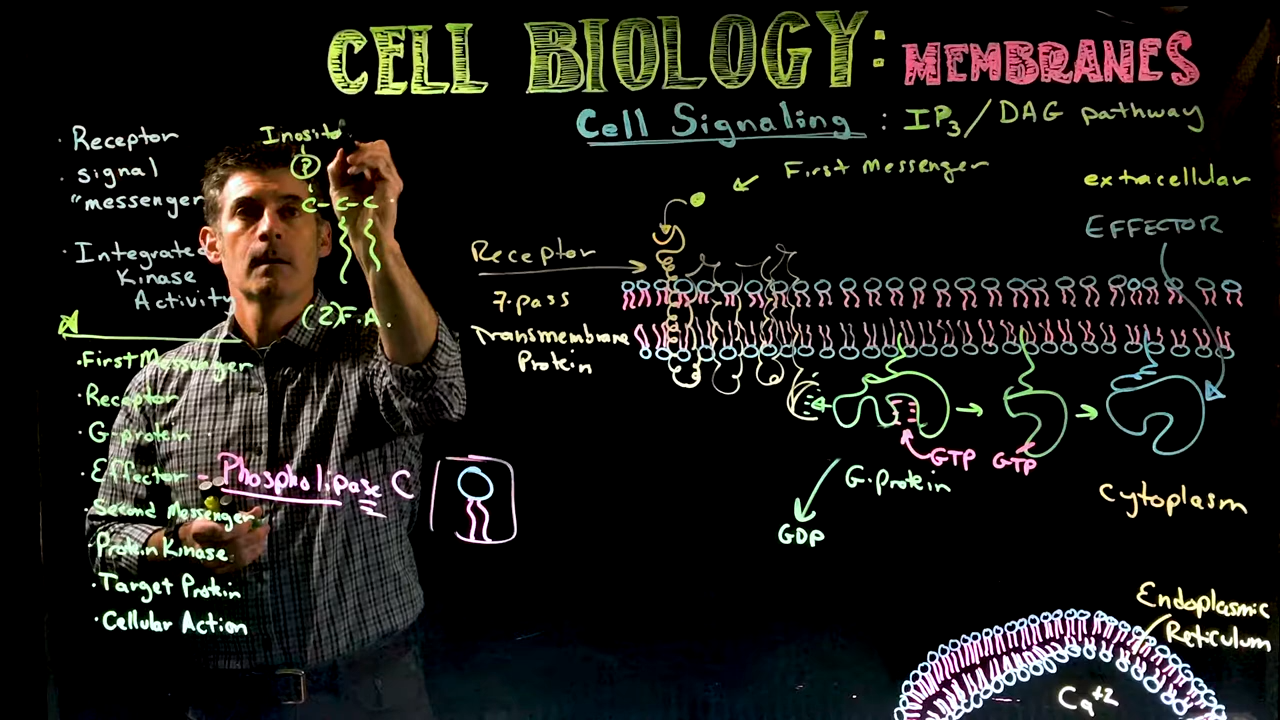 CELL BIOLOGY: MEMBRANES
Cell Signaling : IP3/DAG pathway
· Receptor
· signal
"messenger
· Integrated
Kinase
Activity
· First Messenger
· Receptor
· G-protein
· Effector - Phospholipase C
· Second Messenger
· Protein Kinase
· Target Protein
· Cellular Action
Inosito
P
C-C-C
(2) F.A.
First Messenger
extracellular
EFFECTOR
Receptor
7-pass
Transmembrane
Protein
GTP
GTP
G-protein
GDP
Cytoplasm
Endoplasmic
Reticulum
Ca+2